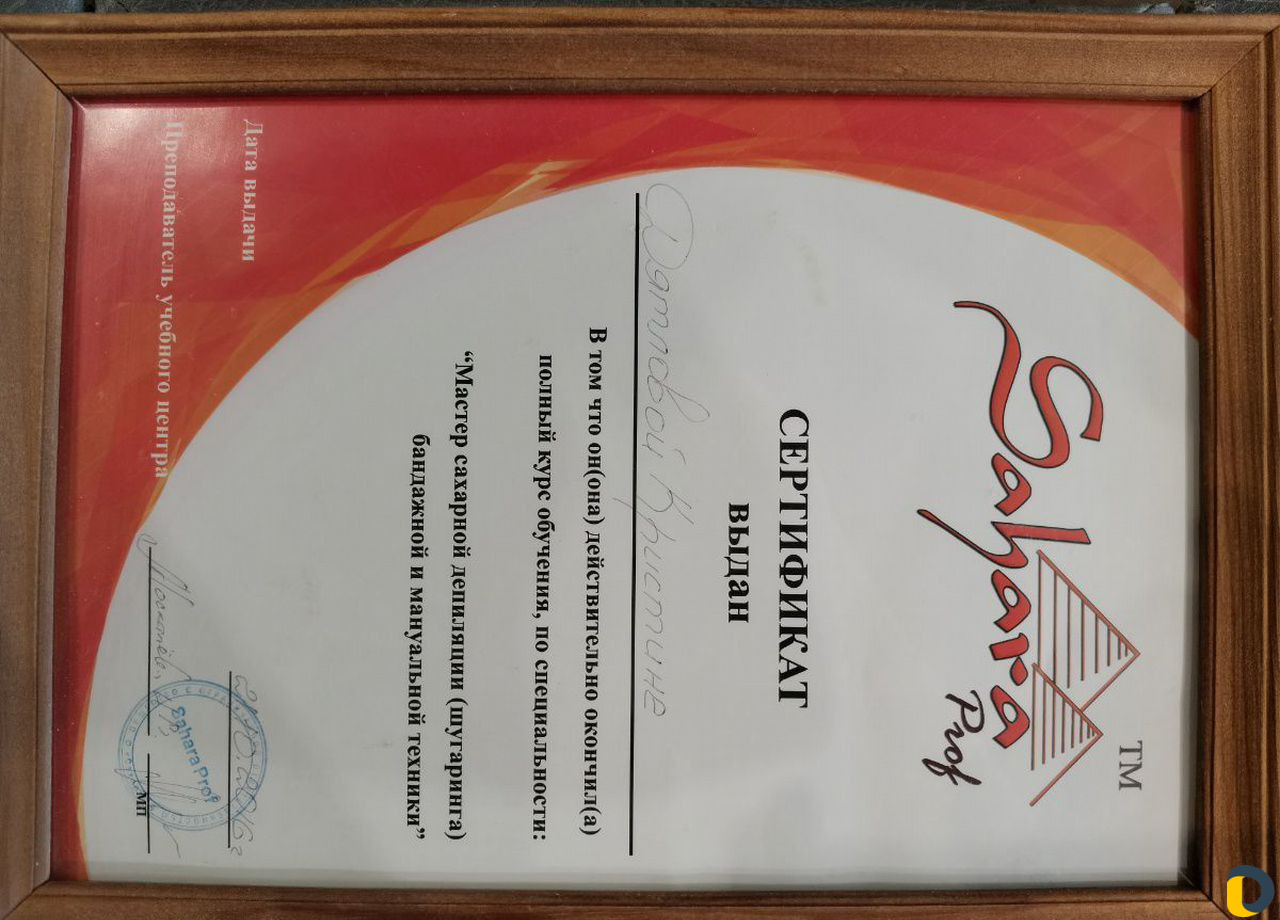 Sahara
Prof
TM
СЕРТИФИКАТ
выдан
Дятловой Кристине
В том что он(она) действительно окончил(а)
полный курс обучения, по специальности:
“Мастер сахарной депиляции (шугаринга)
бандажной и мануальной техники”
Дата выдачи
Преподаватель учебного центра
Sahara Prof
МП